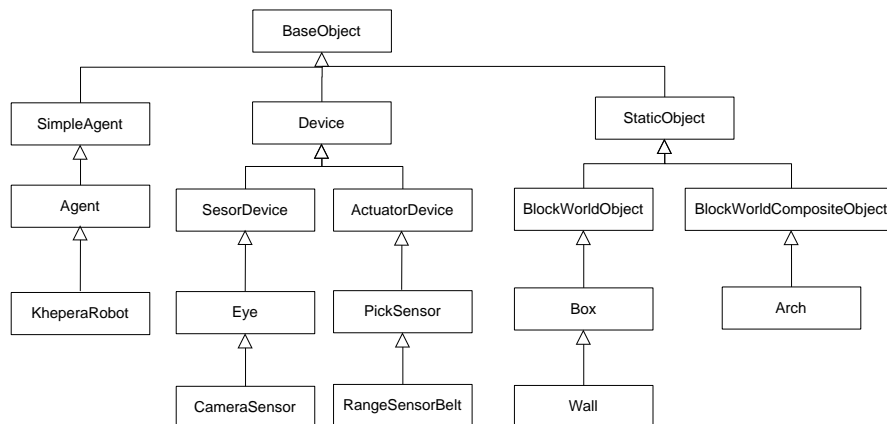 BaseObject
SimpleAgent
Device
StaticObject
Agent
SesorDevice
ActuatorDevice
BlockWorldObject
BlockWorldCompositeObject
KheperaRobot
Eye
PickSensor
Box
Arch
CameraSensor
RangeSensorBelt
Wall